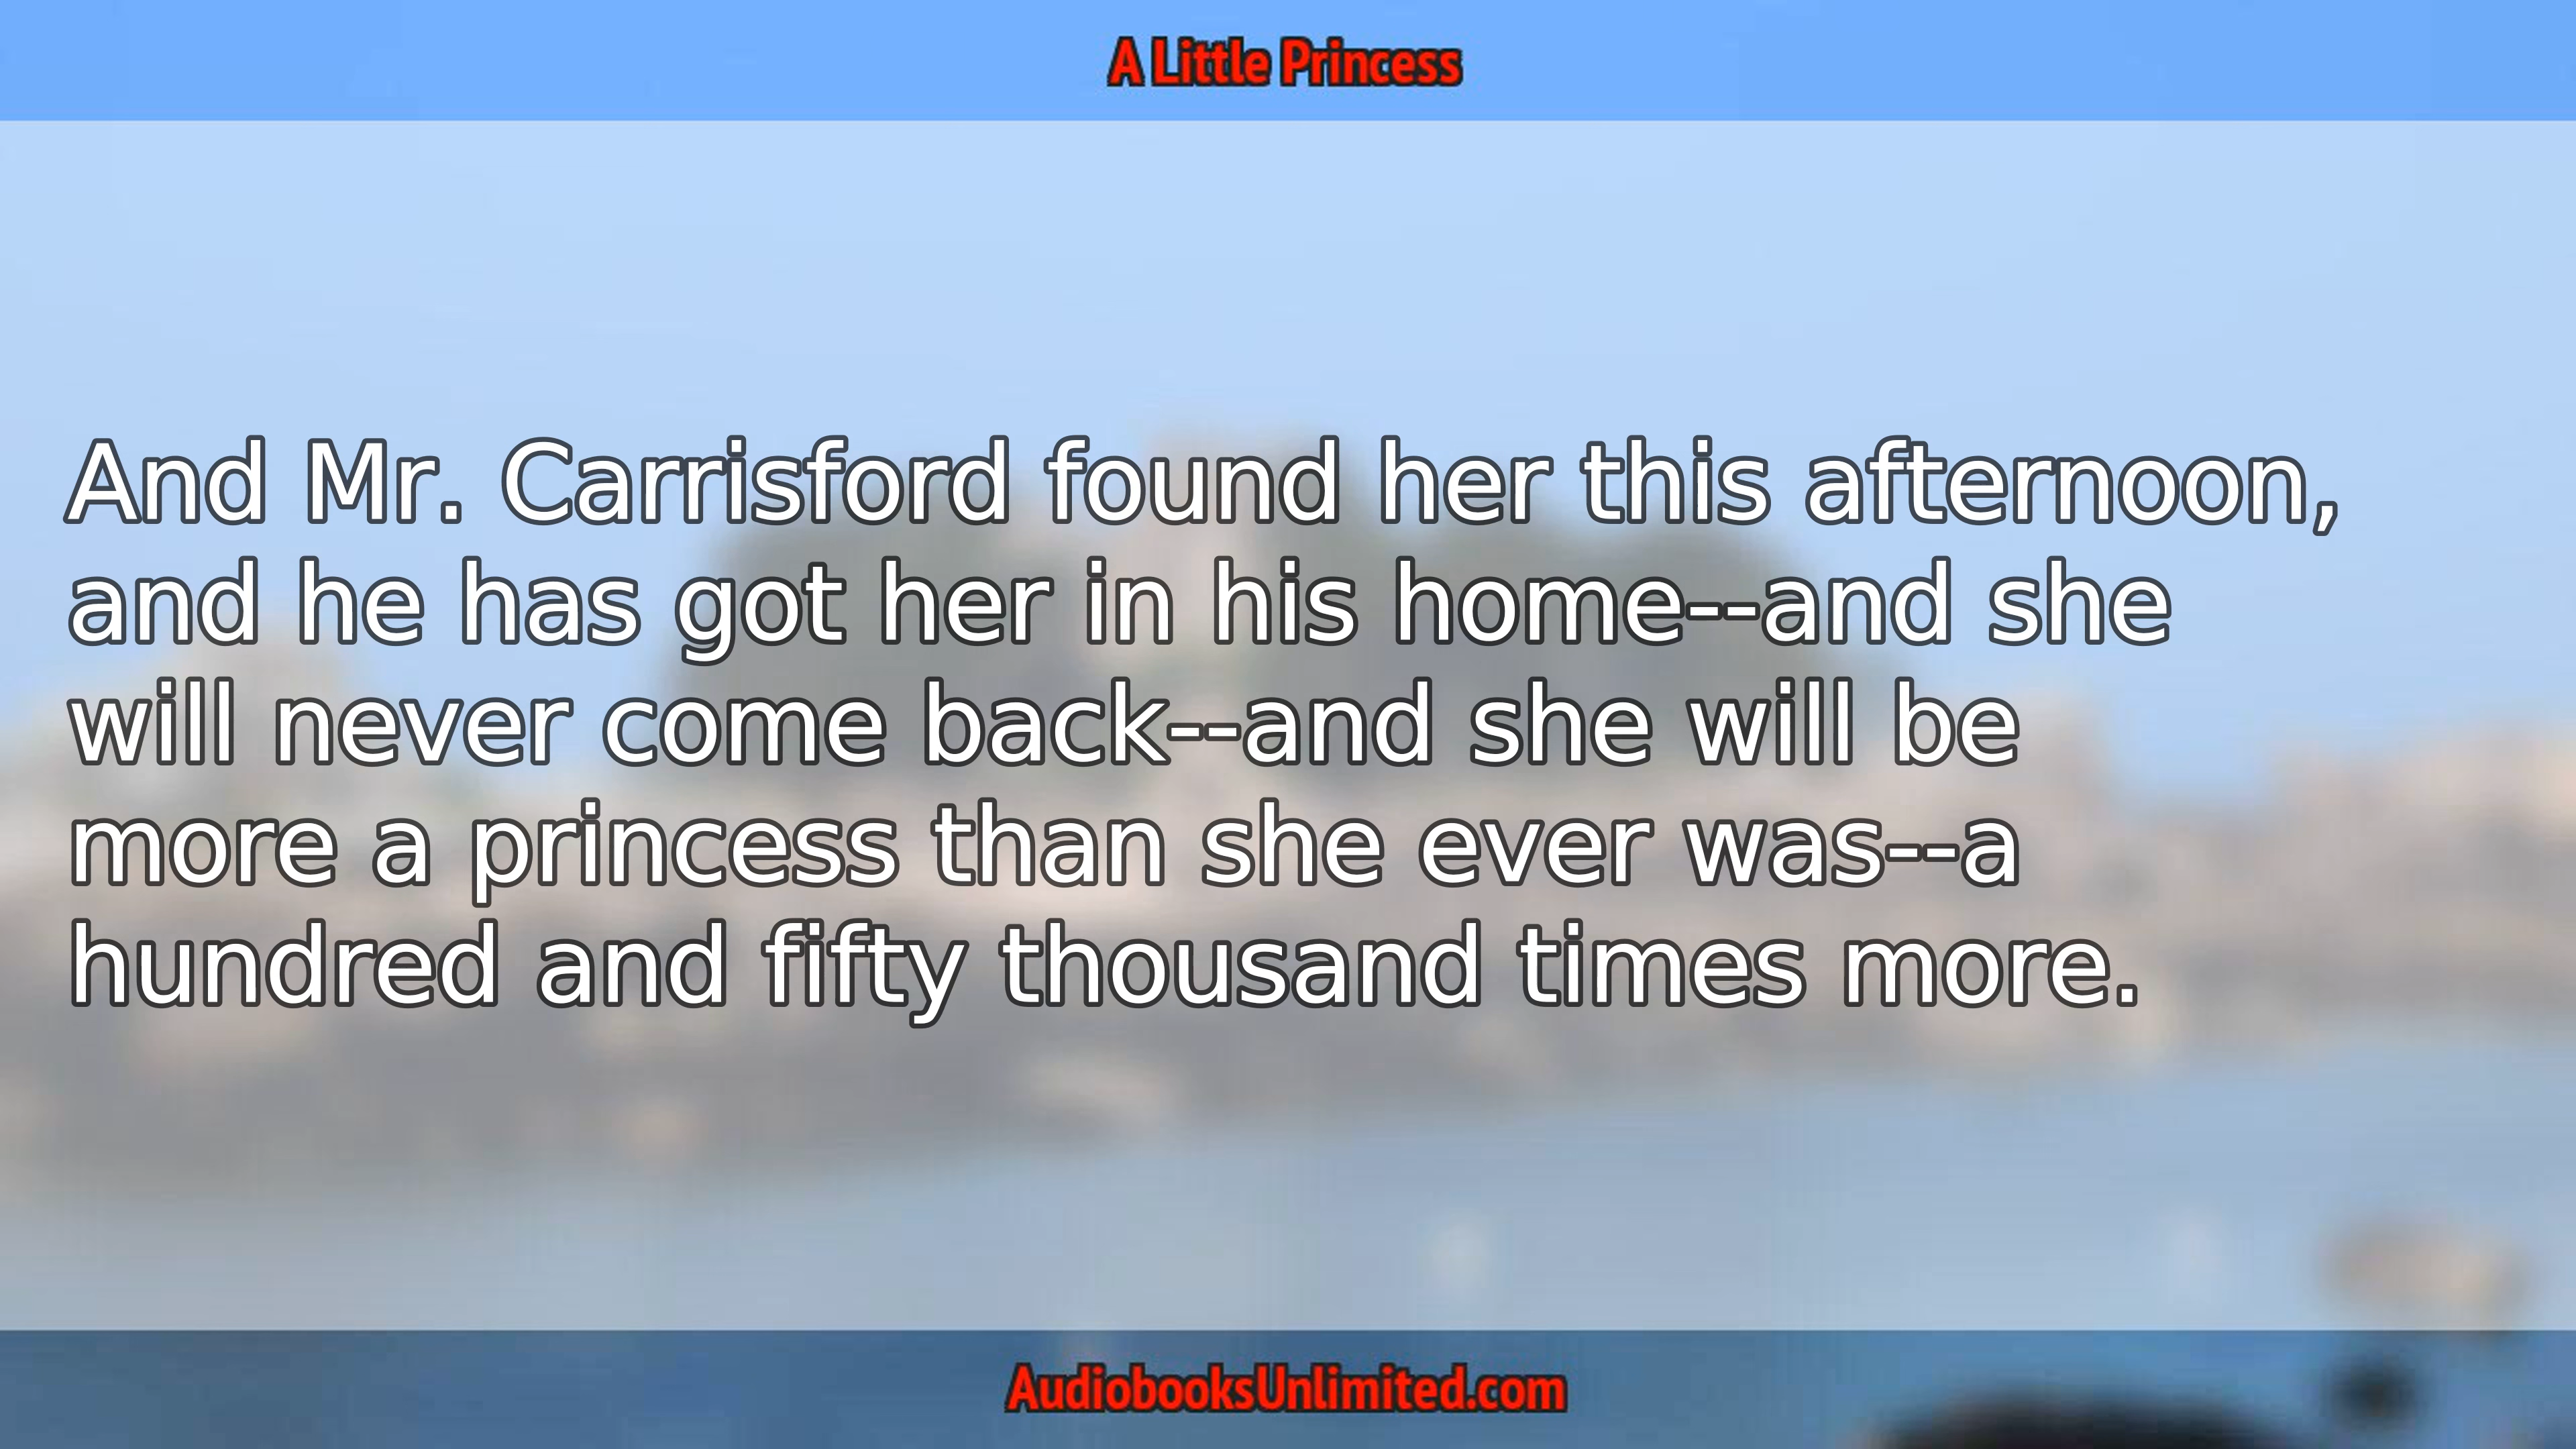 A Little Princess
And Mr. Carrisford found her this afternoon,
and he has got her in his home--and she
will never come back--and she will be
more a princess than she ever was--a
hundred and fifty thousand times more.
AudiobooksUnlimited.com